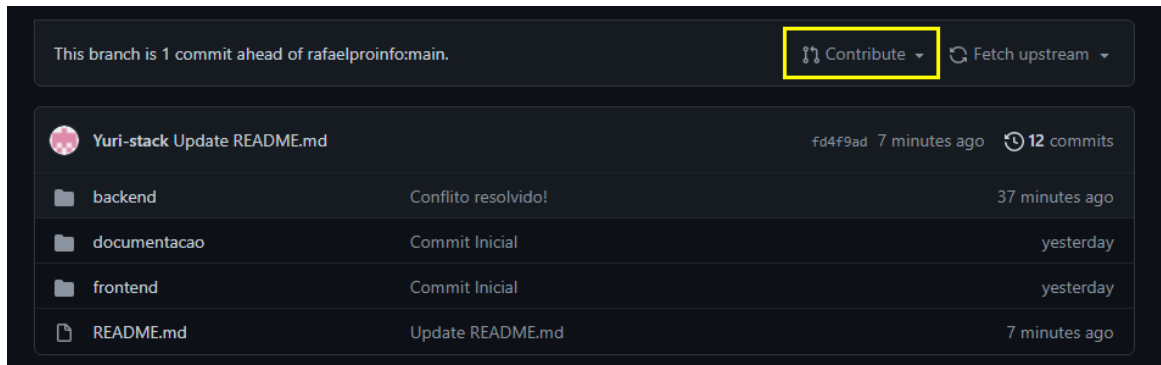 This branch is 1 commit ahead of rafaelproinfo:main. Contribute Fetch upstream
Yuri-stack Update README.md fd4f9ad 7 minutes ago 12 commits
backend Conflito resolvido! 37 minutes ago
documentacao Commit Inicial yesterday
frontend Commit Inicial yesterday
README.md Update README.md 7 minutes ago